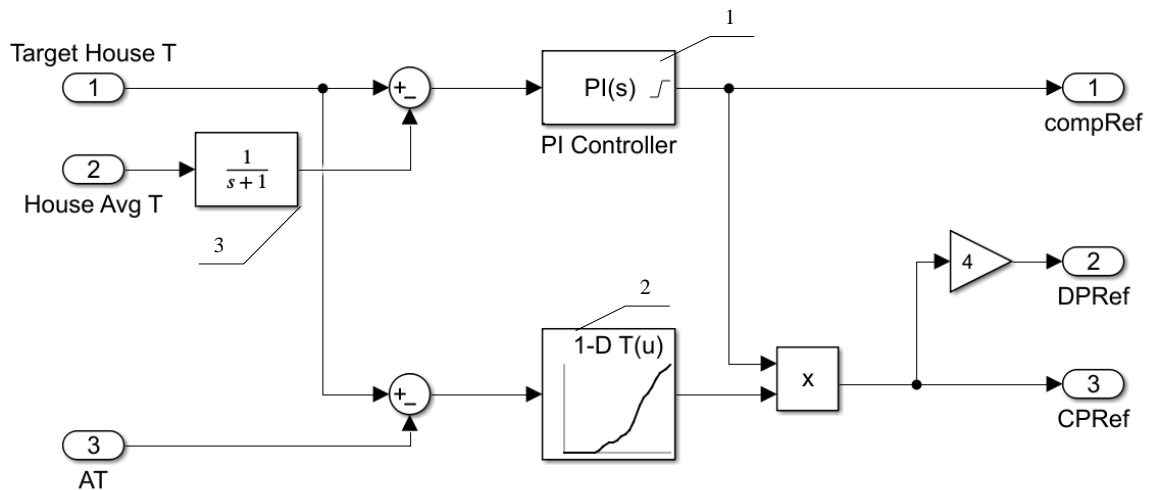 1
Target House T
1
+
−
PI(s)
PI Controller
1
compRef
2
House Avg T
1
s + 1
3
4
2
DPRef
2
1-D T(u)
+
−
x
3
CPRef
3
AT